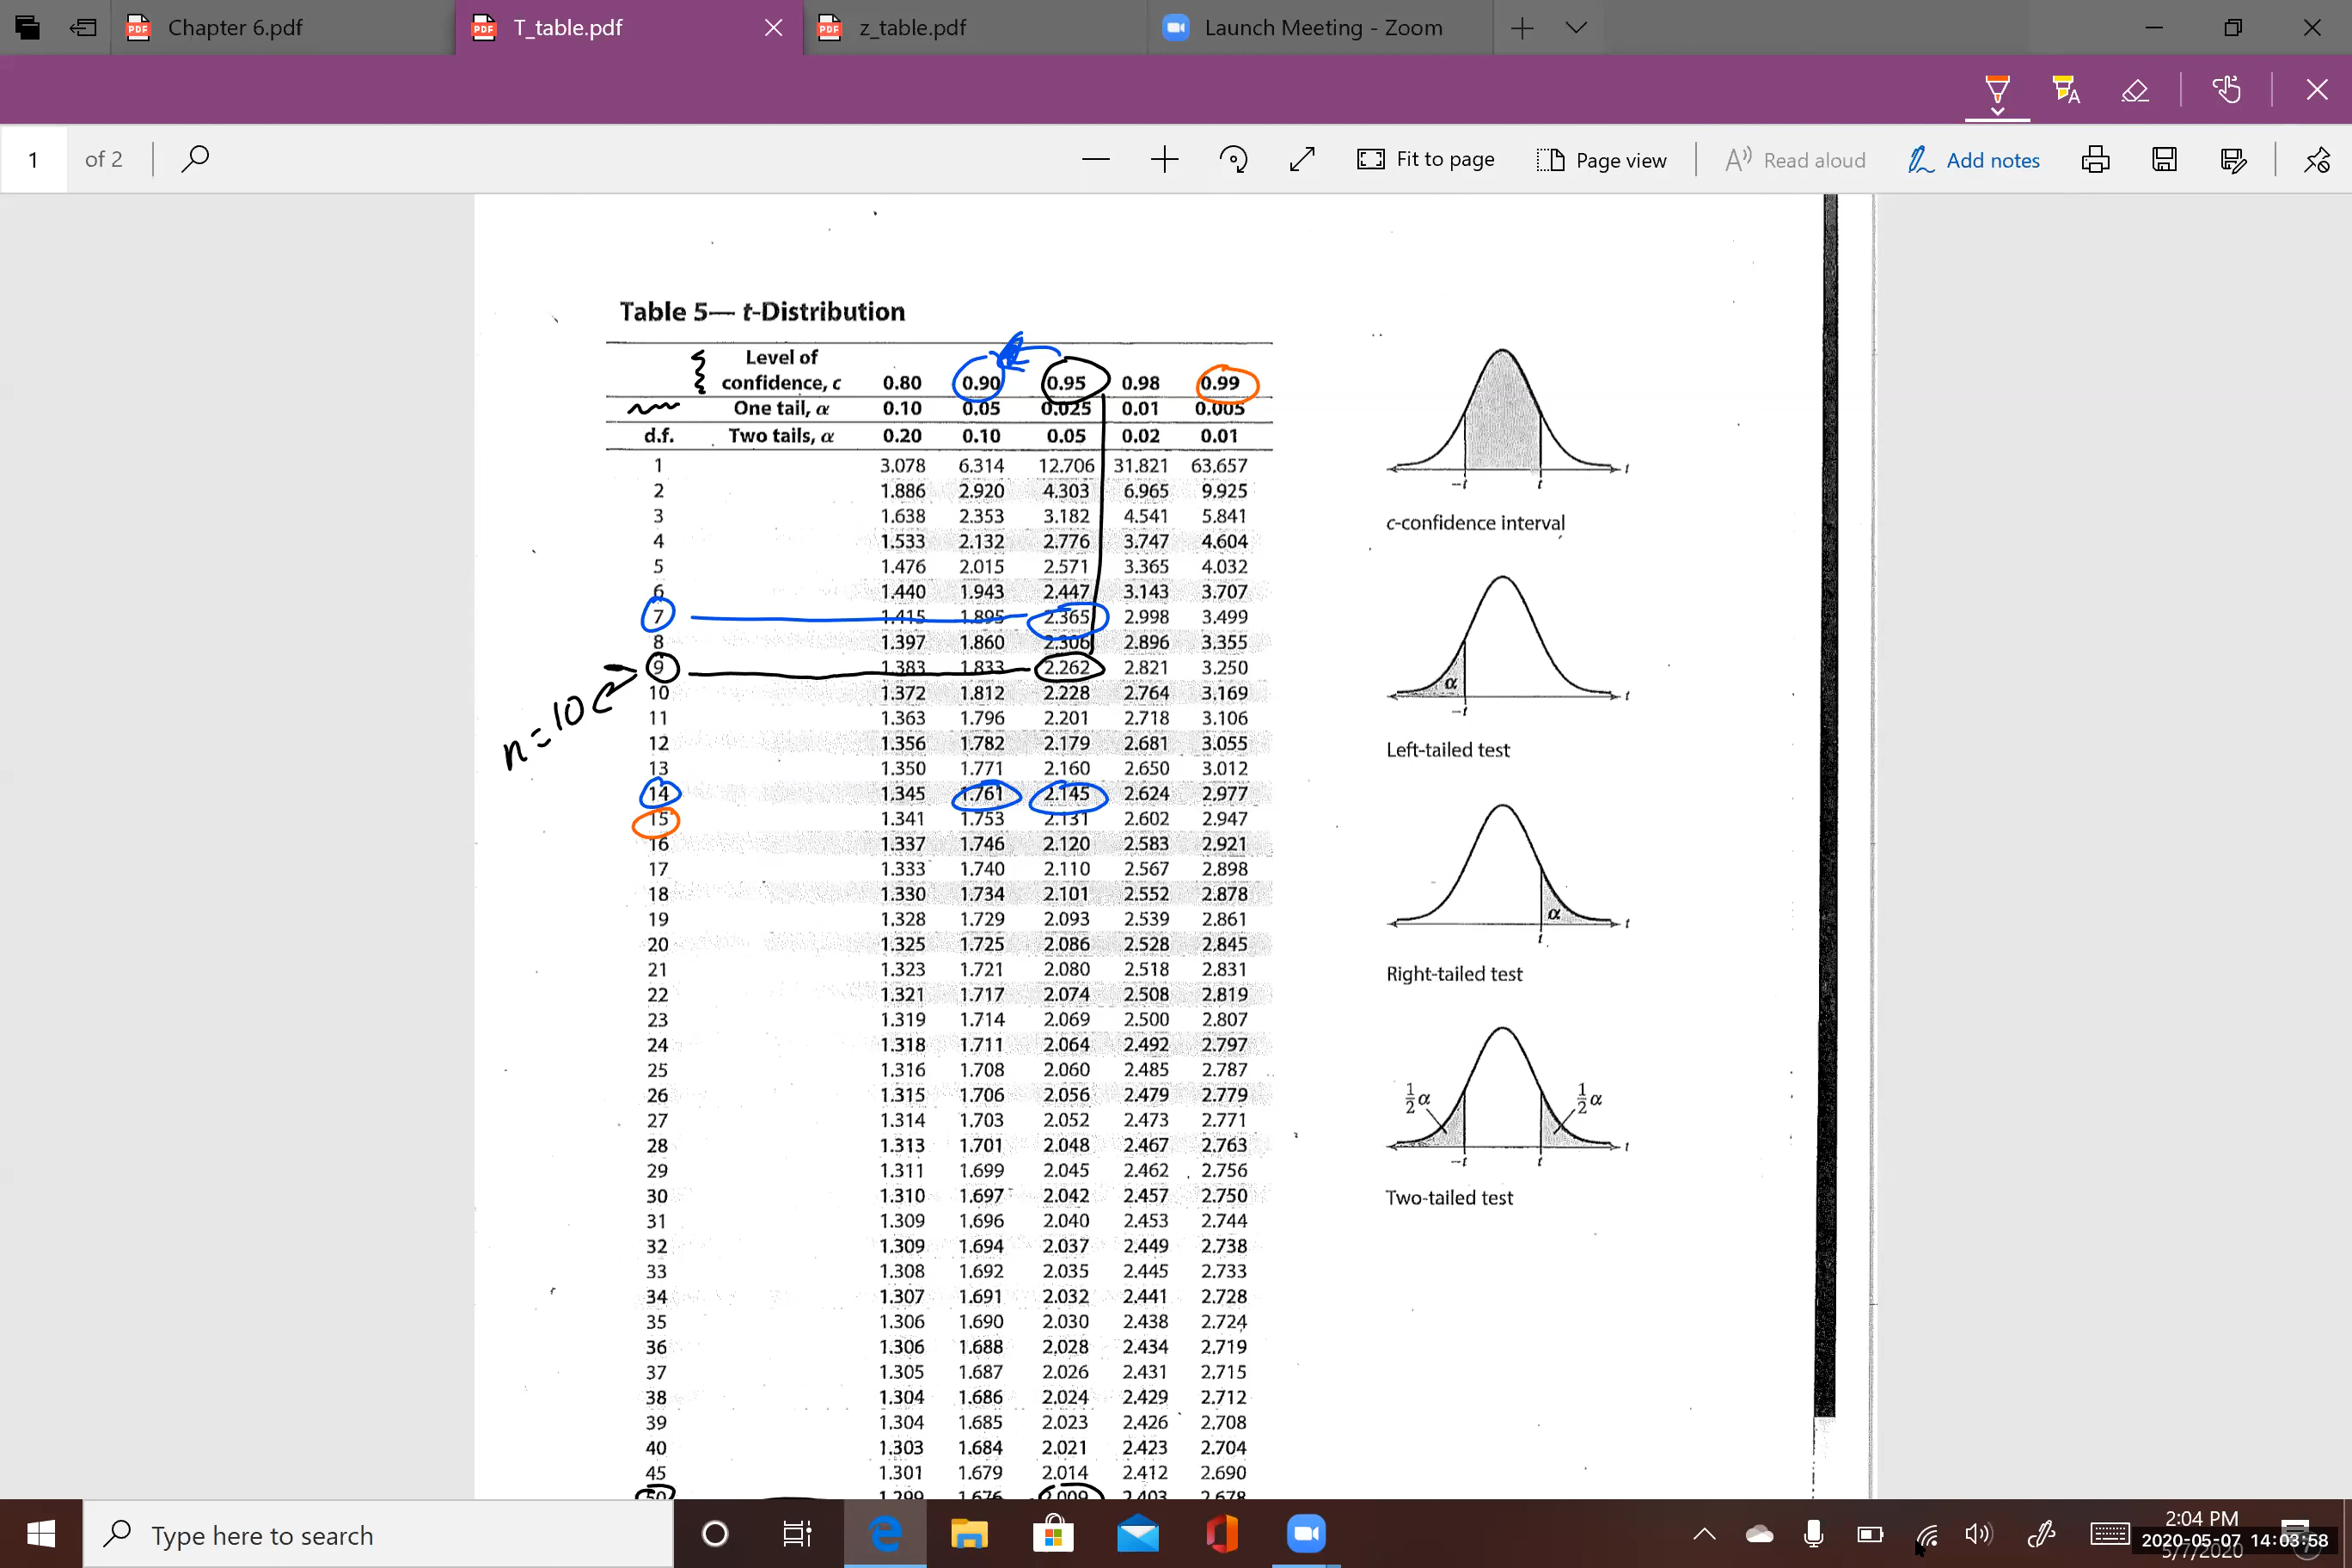 Chapter 6.pdf T_table.pdf z_table.pdf Launch Meeting - Zoom
1 of 2 Fit to page Page view Read aloud Add notes
Table 5— t-Distribution
Level of
confidence, c 0.80 0.90 0.95 0.98 0.99
One tail, α 0.10 0.05 0.025 0.01 0.005
d.f. Two tails, α 0.20 0.10 0.05 0.02 0.01
1 3.078 6.314 12.706 31.821 63.657
2 1.886 2.920 4.303 6.965 9.925
3 1.638 2.353 3.182 4.541 5.841
4 1.533 2.132 2.776 3.747 4.604
5 1.476 2.015 2.571 3.365 4.032
6 1.440 1.943 2.447 3.143 3.707
7 1.415 1.895 2.365 2.998 3.499
8 1.397 1.860 2.306 2.896 3.355
9 1.383 1.833 2.262 2.821 3.250
10 1.372 1.812 2.228 2.764 3.169
11 1.363 1.796 2.201 2.718 3.106
12 1.356 1.782 2.179 2.681 3.055
13 1.350 1.771 2.160 2.650 3.012
14 1.345 1.761 2.145 2.624 2.977
15 1.341 1.753 2.131 2.602 2.947
16 1.337 1.746 2.120 2.583 2.921
17 1.333 1.740 2.110 2.567 2.898
18 1.330 1.734 2.101 2.552 2.878
19 1.328 1.729 2.093 2.539 2.861
20 1.325 1.725 2.086 2.528 2.845
21 1.323 1.721 2.080 2.518 2.831
22 1.321 1.717 2.074 2.508 2.819
23 1.319 1.714 2.069 2.500 2.807
24 1.318 1.711 2.064 2.492 2.797
25 1.316 1.708 2.060 2.485 2.787
26 1.315 1.706 2.056 2.479 2.779
27 1.314 1.703 2.052 2.473 2.771
28 1.313 1.701 2.048 2.467 2.763
29 1.311 1.699 2.045 2.462 2.756
30 1.310 1.697 2.042 2.457 2.750
31 1.309 1.696 2.040 2.453 2.744
32 1.309 1.694 2.037 2.449 2.738
33 1.308 1.692 2.035 2.445 2.733
34 1.307 1.691 2.032 2.441 2.728
35 1.306 1.690 2.030 2.438 2.724
36 1.306 1.688 2.028 2.434 2.719
37 1.305 1.687 2.026 2.431 2.715
38 1.304 1.686 2.024 2.429 2.712
39 1.304 1.685 2.023 2.426 2.708
40 1.303 1.684 2.021 2.423 2.704
45 1.301 1.679 2.014 2.412 2.690
50 1.299 1.676 2.009 2.403 2.678
n=10
-t t
t
c-confidence interval
α
-t
t
Left-tailed test
α
t
t
Right-tailed test
1/2 α 1/2 α
-t t
t
Two-tailed test
Type here to search
2:04 PM
2020-05-07 14:03:58
5/7/2020